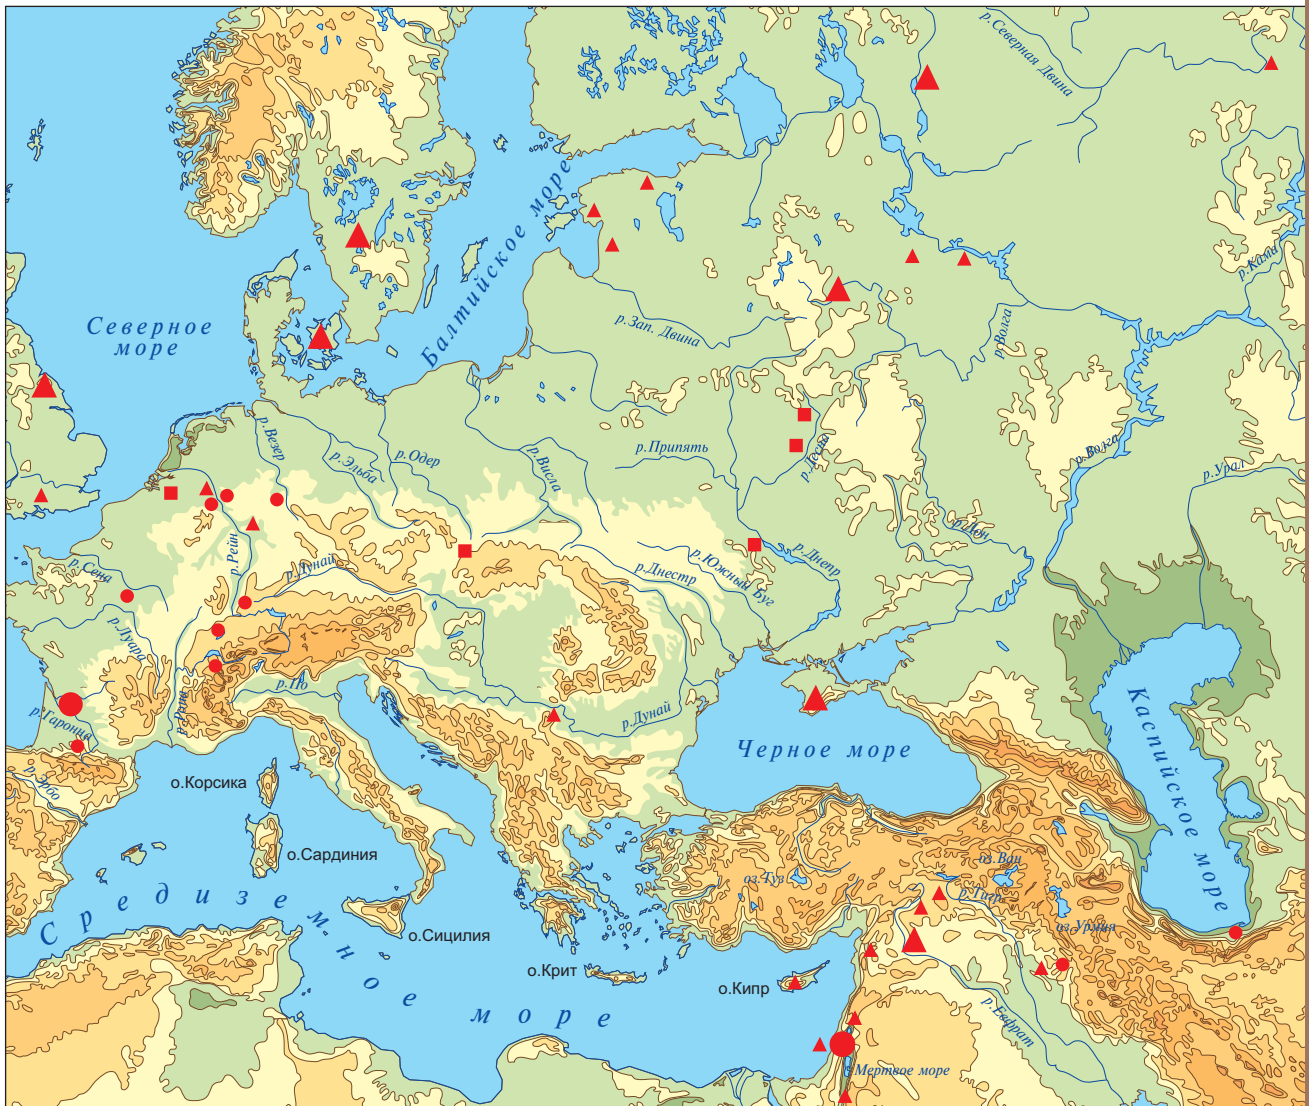 р.Северная Двина
Балтийское море
Северное
море
р.Кама
р.Зап. Двина
р.Волга
р.Везер
р.Эльба
р.Одер
р.Висла
р.Припять
р.Десна
р.Волга
р.Урал
р.Дон
р.Сена
р.Рейн
р.Дунай
р.Днестр
р.Южный Буг
р.Днепр
р.Луара
р.Гаронна
р.Рона
р.По
р.Дунай
Черное море
Каспийское море
р.Эбро
о.Корсика
о.Сардиния
Средиземное море
о.Сицилия
о.Крит
о.Кипр
оз.Туз
оз.Ван
р.Тигр
оз.Урмия
р.Евфрат
Мертвое море